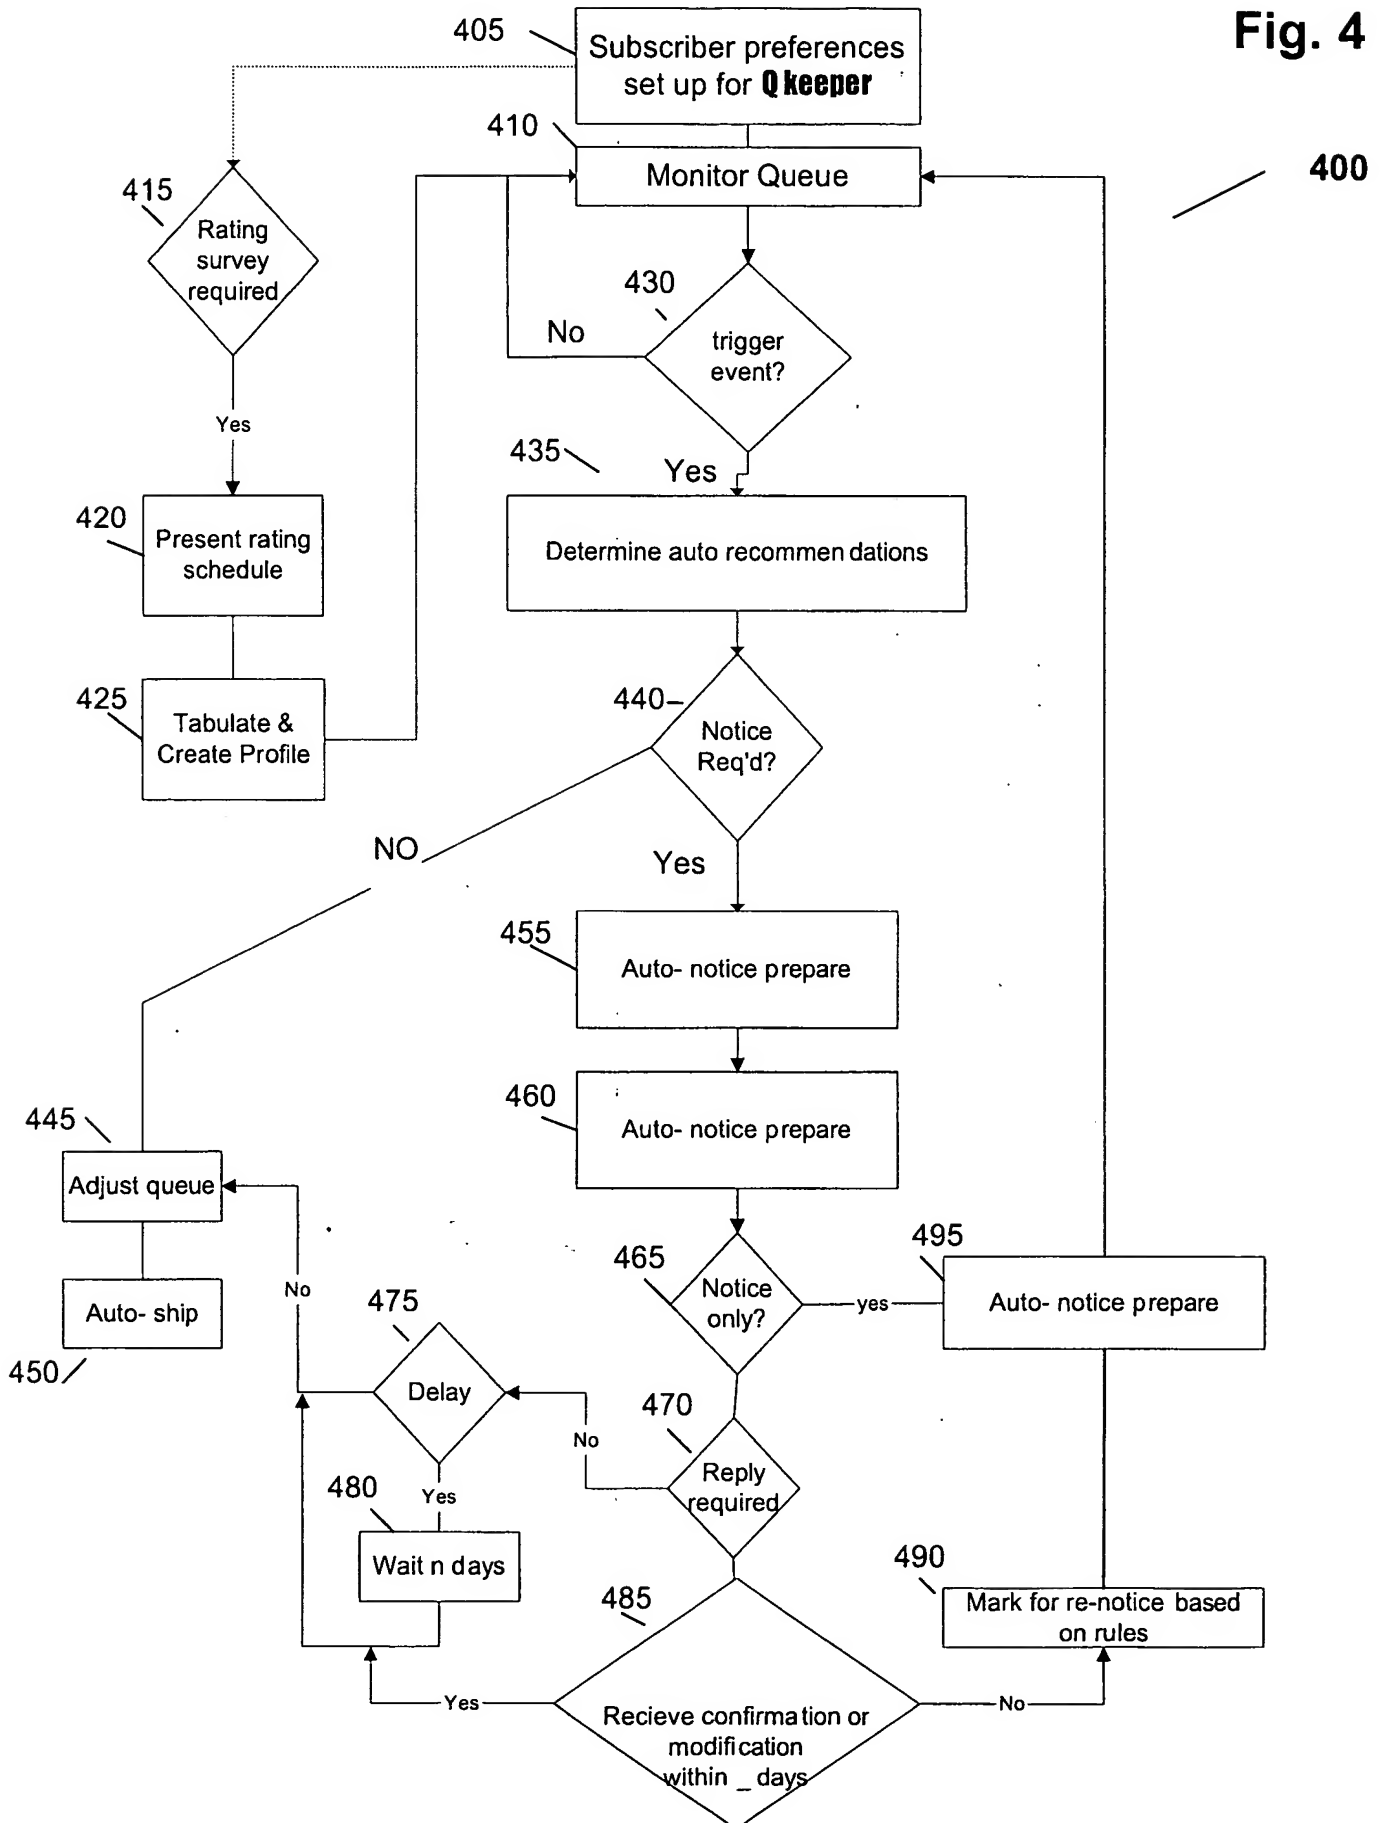 Fig. 4
405
Subscriber preferences
set up for Q keeper
410
Monitor Queue
400
415
Rating
survey
required
430
trigger
event?
No
Yes
435
Yes
420
Present rating
schedule
Determine auto recommendations
425
Tabulate &
Create Profile
440
Notice
Req'd?
NO
Yes
455
Auto- notice prepare
460
Auto- notice prepare
445
Adjust queue
465
Notice
only?
yes
495
Auto- notice prepare
No
475
Auto- ship
450
Delay
470
No
Reply
required
480
Yes
Wait n days
490
Mark for re-notice based
on rules
485
Yes
No
Recieve confirmation or
modification
within _ days